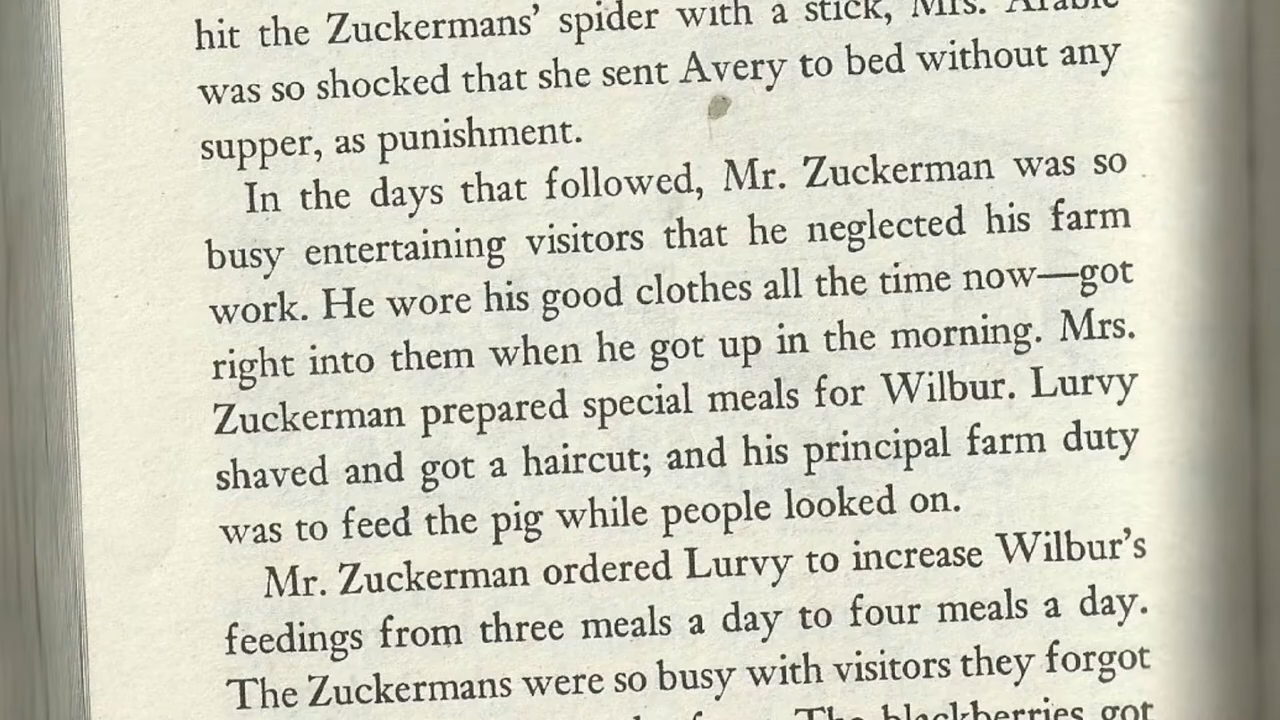 hit the Zuckermans' spider with a stick, Mrs. Arable
was so shocked that she sent Avery to bed without any
supper, as punishment.
In the days that followed, Mr. Zuckerman was so
busy entertaining visitors that he neglected his farm
work. He wore his good clothes all the time now—got
right into them when he got up in the morning. Mrs.
Zuckerman prepared special meals for Wilbur. Lurvy
shaved and got a haircut; and his principal farm duty
was to feed the pig while people looked on.
Mr. Zuckerman ordered Lurvy to increase Wilbur's
feedings from three meals a day to four meals a day.
The Zuckermans were so busy with visitors they forgot
The blackberries got